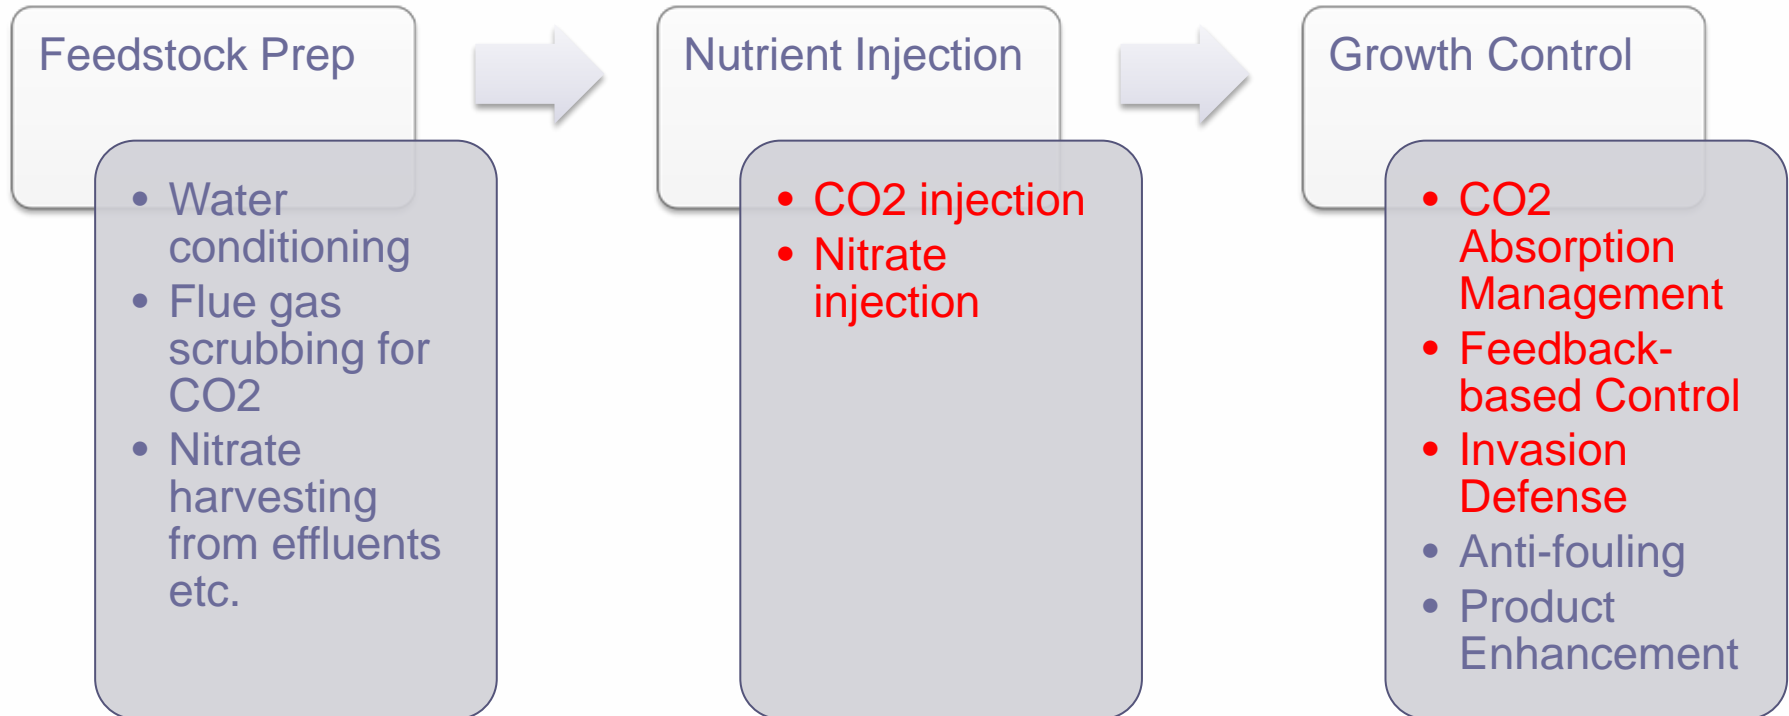 Feedstock Prep
• Water
conditioning
• Flue gas
scrubbing for
CO2
• Nitrate
harvesting
from effluents
etc.
Nutrient Injection
• CO2 injection
• Nitrate
injection
Growth Control
• CO2
Absorption
Management
• Feedback-
based Control
• Invasion
Defense
• Anti-fouling
• Product
Enhancement